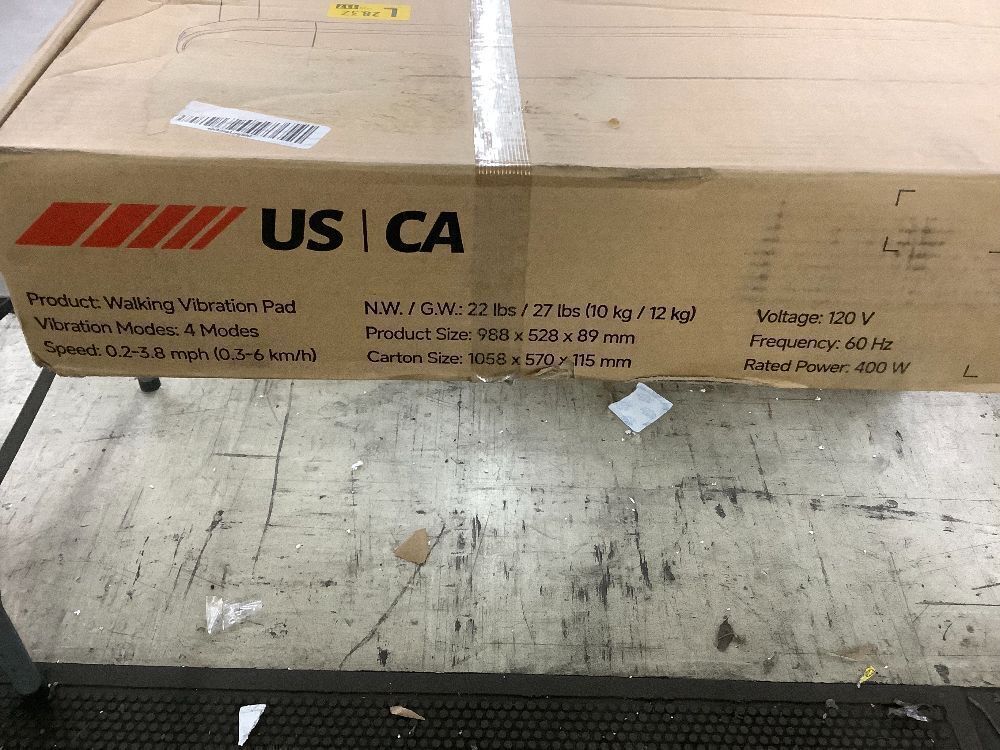 L 28.37
US | CA
Product: Walking Vibration Pad
Vibration Modes: 4 Modes
Speed: 0.2-3.8 mph (0.3-6 km/h)
N.W. / G.W.: 22 lbs / 27 lbs (10 kg / 12 kg)
Product Size: 988 x 528 x 89 mm
Carton Size: 1058 x 570 x 115 mm
Voltage: 120 V
Frequency: 60 Hz
Rated Power: 400 W